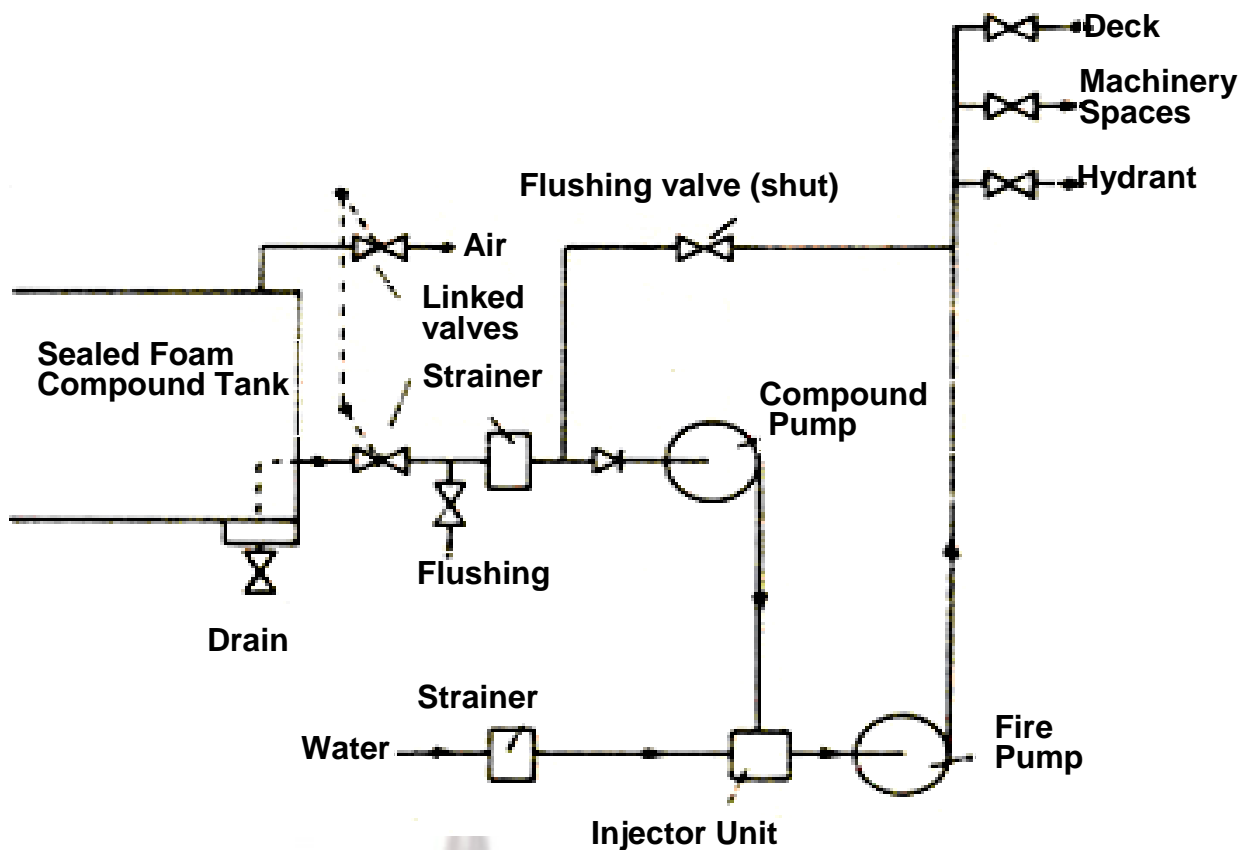 Deck
Machinery
Spaces
Flushing valve (shut)
Hydrant
Air
Linked
valves
Sealed Foam
Compound Tank
Strainer
Compound
Pump
Flushing
Drain
Strainer
Water
Fire
Pump
Injector Unit